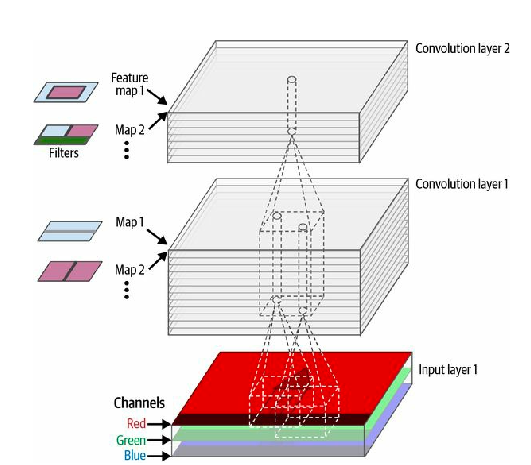 Convolution layer 2
Feature
map 1
Map 2
Filters
Convolution layer 1
Map 1
Map 2
Input layer 1
Channels
Red
Green
Blue